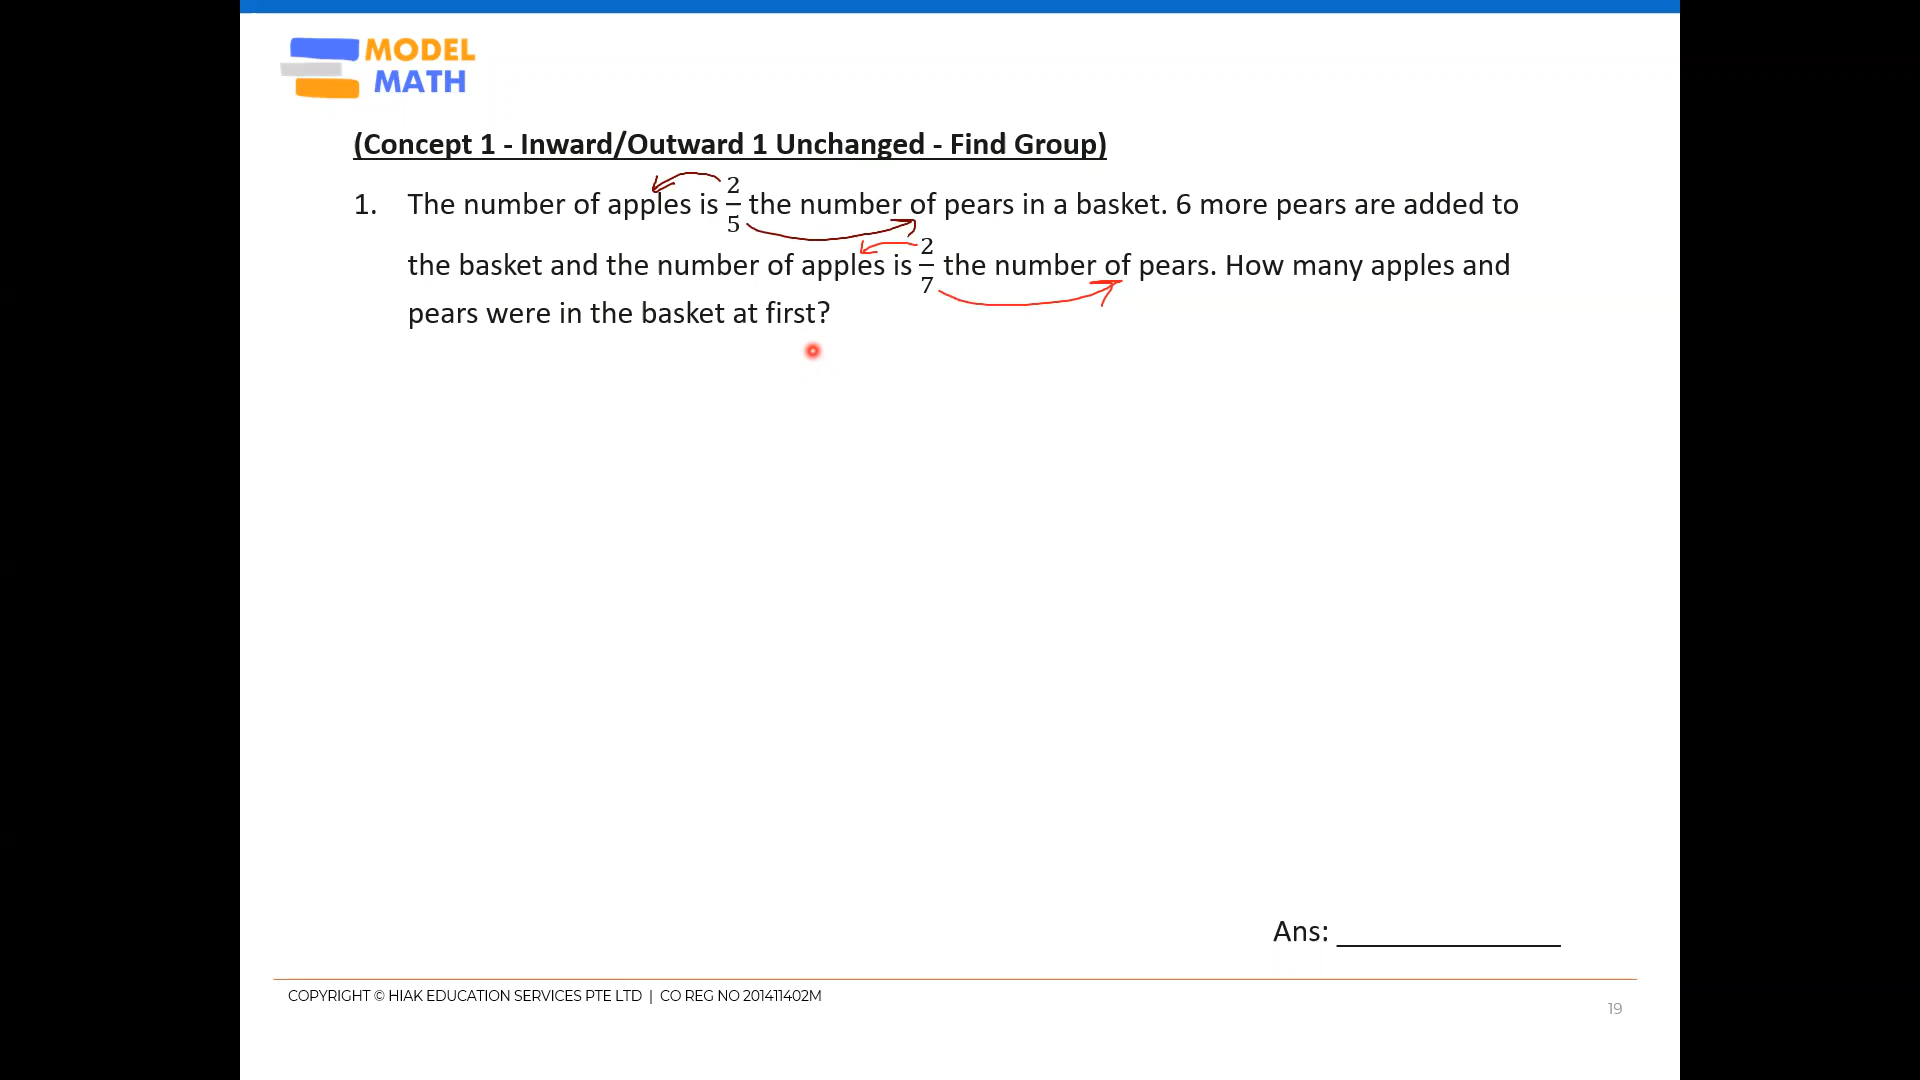 MODEL
MATH
(Concept 1 - Inward/Outward 1 Unchanged - Find Group)
1. The number of apples is 2/5 the number of pears in a basket. 6 more pears are added to
the basket and the number of apples is 2/7 the number of pears. How many apples and
pears were in the basket at first?
Ans: ______________
COPYRIGHT © HIAK EDUCATION SERVICES PTE LTD | CO REG NO 201411402M
19